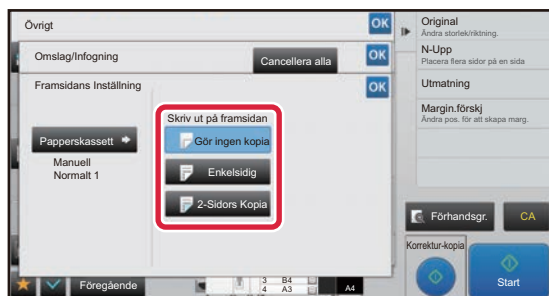 Övrigt
OK
Omslag/Infogning
Cancellera alla
OK
Framsidans Inställning
OK
Skriv ut på framsidan
Papperskassett
Gör ingen kopia
Manuell
Normalt 1
Enkelsidig
2-Sidors Kopia
Föregående
3 B4
4 A3
A4
Original
Ändra storlek/riktning.
N-Upp
Placera flera sidor på en sida
Utmatning
Margin.förskj
Ändra pos. för att skapa marg.
Förhandsgr.
CA
Korrektur-kopia
Start